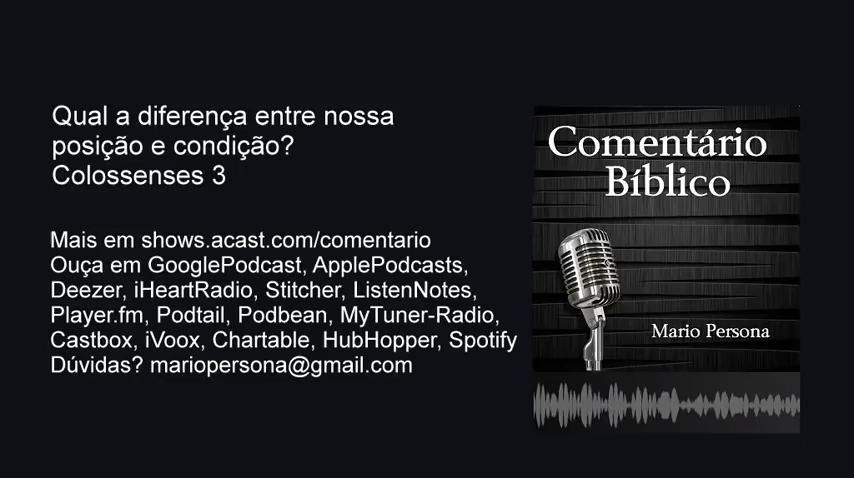 Qual a diferença entre nossa
posição e condição?
Colossenses 3
Mais em shows.acast.com/comentario
Ouça em GooglePodcast, ApplePodcasts,
Deezer, iHeartRadio, Stitcher, ListenNotes,
Player.fm, Podtail, Podbean, MyTuner-Radio,
Castbox, iVoox, Chartable, HubHopper, Spotify
Dúvidas? mariopersona@gmail.com
Comentário
Bíblico
Mario Persona